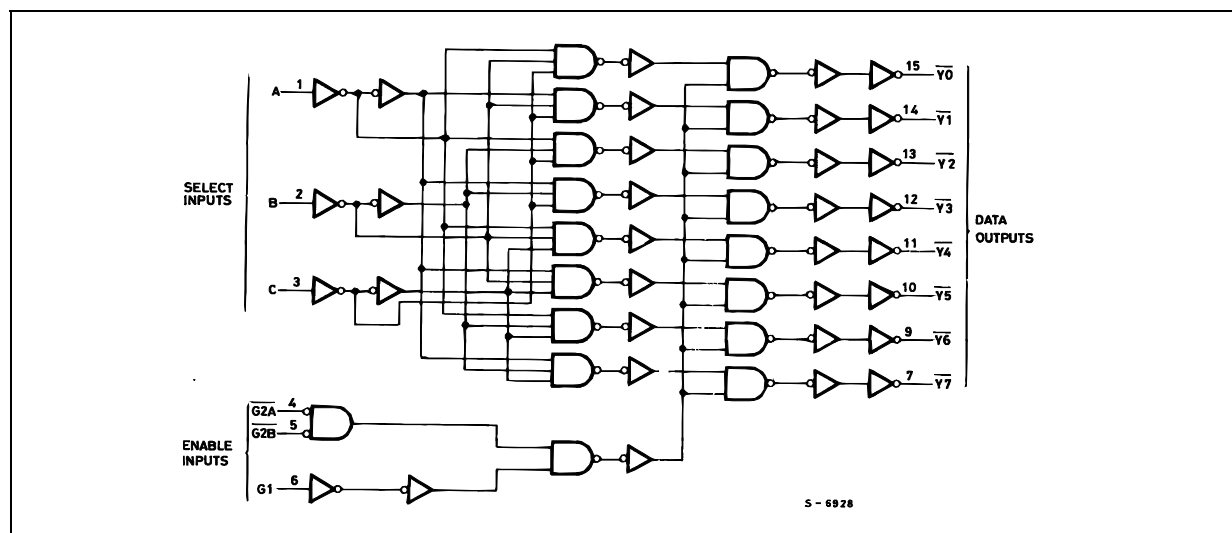 A 1
B 2
C 3
SELECT
INPUTS
G2A 4
G2B 5
G1 6
ENABLE
INPUTS
15 Y0
14 Y1
13 Y2
12 Y3
11 Y4
10 Y5
9 Y6
7 Y7
DATA
OUTPUTS
S-6928